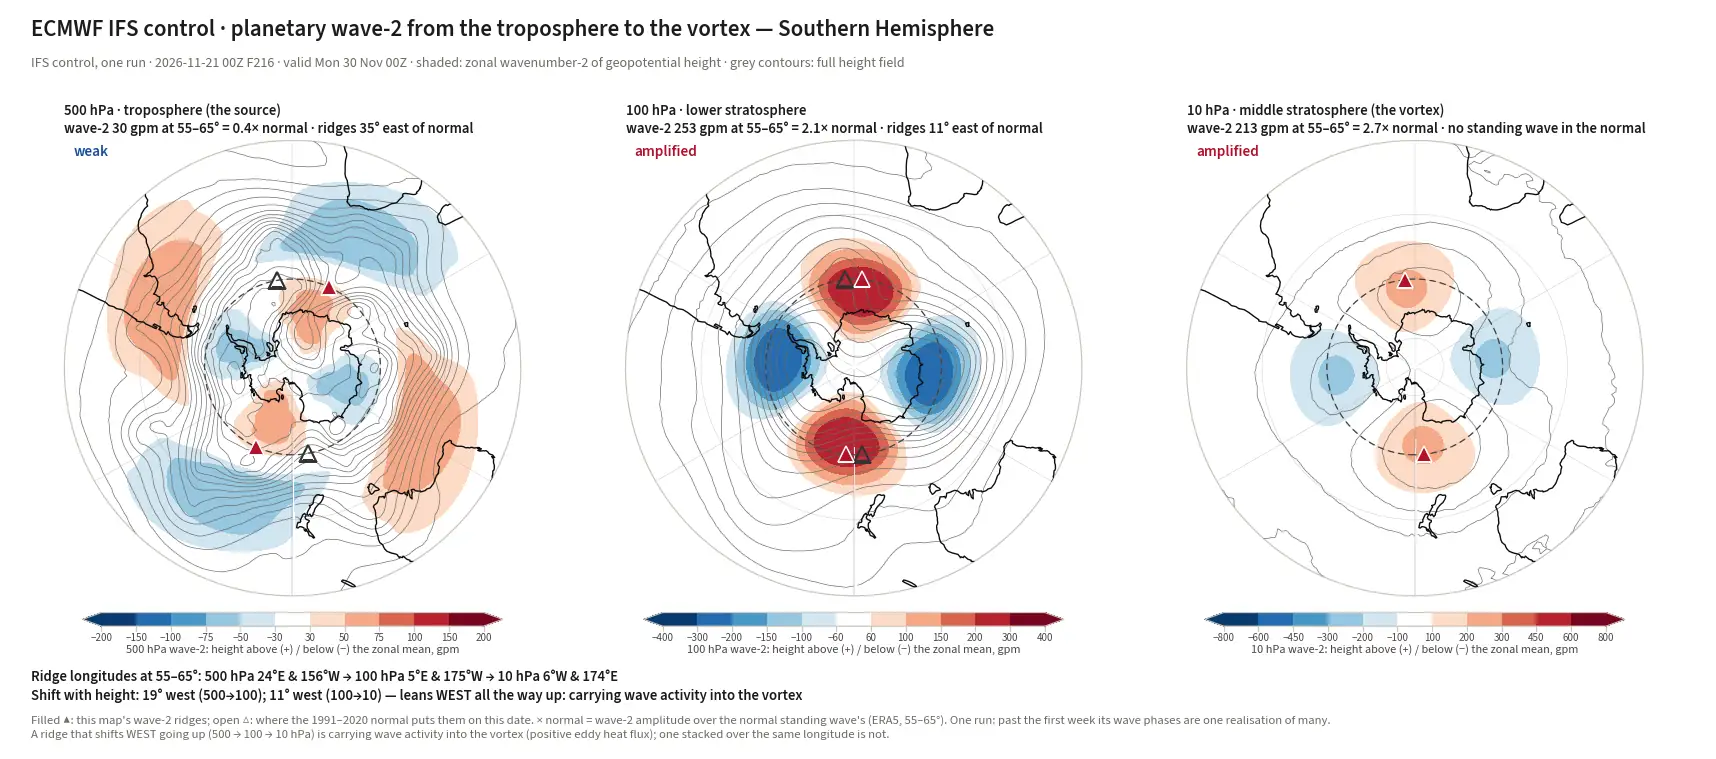 ECMWF IFS control · planetary wave-2 from the troposphere to the vortex — Southern Hemisphere
IFS control, one run · 2026-11-21 00Z F216 · valid Mon 30 Nov 00Z · shaded: zonal wavenumber-2 of geopotential height · grey contours: full height field
500 hPa · troposphere (the source)
wave-2 30 gpm at 55–65° = 0.4× normal · ridges 35° east of normal
weak
100 hPa · lower stratosphere
wave-2 253 gpm at 55–65° = 2.1× normal · ridges 11° east of normal
amplified
10 hPa · middle stratosphere (the vortex)
wave-2 213 gpm at 55–65° = 2.7× normal · no standing wave in the normal
amplified
−200 −150 −100 −75 −50 −30 30 50 75 100 150 200
500 hPa wave-2: height above (+) / below (−) the zonal mean, gpm
−400 −300 −200 −150 −100 −60 60 100 150 200 300 400
100 hPa wave-2: height above (+) / below (−) the zonal mean, gpm
−800 −600 −450 −300 −200 −100 100 200 300 450 600 800
10 hPa wave-2: height above (+) / below (−) the zonal mean, gpm
Ridge longitudes at 55–65°: 500 hPa 24°E & 156°W → 100 hPa 5°E & 175°W → 10 hPa 6°W & 174°E
Shift with height: 19° west (500→100); 11° west (100→10) — leans WEST all the way up: carrying wave activity into the vortex
Filled ▲: this map's wave-2 ridges; open △: where the 1991–2020 normal puts them on this date. × normal = wave-2 amplitude over the normal standing wave's (ERA5, 55–65°). One run: past the first week its wave phases are one realisation of many.
A ridge that shifts WEST going up (500 → 100 → 10 hPa) is carrying wave activity into the vortex (positive eddy heat flux); one stacked over the same longitude is not.